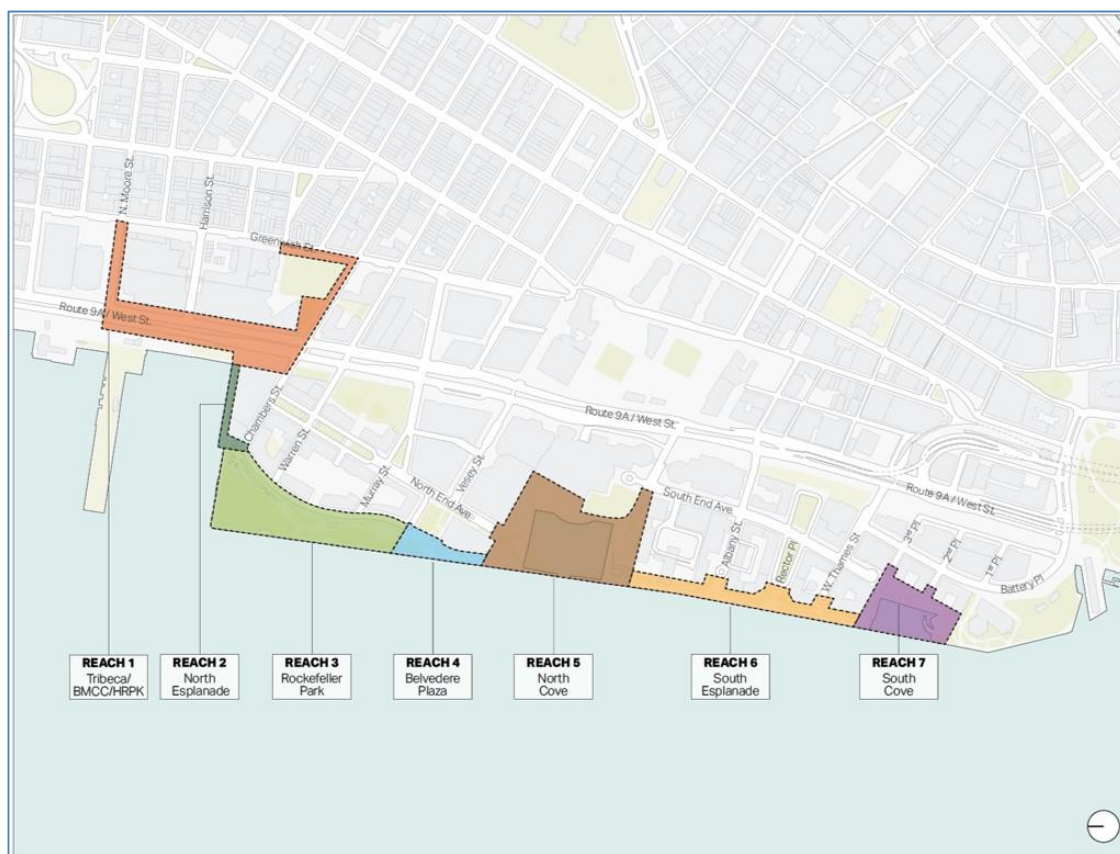 N. Moore St.
Harrison St.
Greenwich St.
Route 9A / West St.
Chambers St.
Warren St.
Murray St.
North End Ave.
Vesey St.
Route 9A / West St.
South End Ave.
Albany St.
Rector Pl
W. Thames St.
3rd Pl
2nd Pl
1st Pl
Battery Pl
Route 9A / West St.
REACH 1
Tribeca/
BMCC/HRPK
REACH 2
North
Esplanade
REACH 3
Rockefeller
Park
REACH 4
Belvedere
Plaza
REACH 5
North
Cove
REACH 6
South
Esplanade
REACH 7
South
Cove